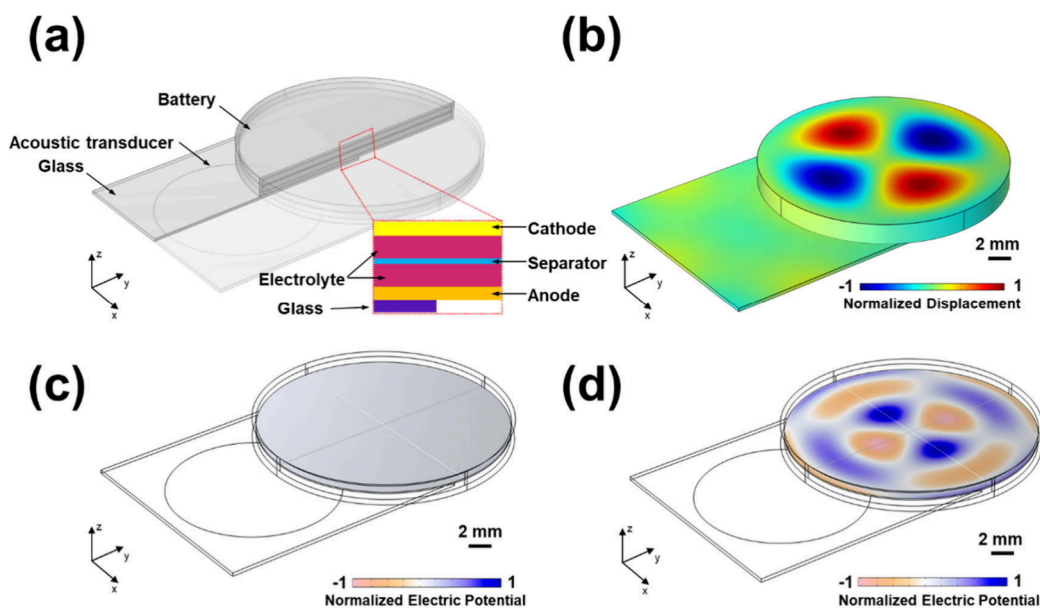 (a)
Battery
Acoustic transducer
Glass
Cathode
Electrolyte
Separator
Glass
Anode
z
y
x
(b)
2 mm
-1 1
Normalized Displacement
z
y
x
(c)
2 mm
-1 1
Normalized Electric Potential
z
y
x
(d)
2 mm
-1 1
Normalized Electric Potential
z
y
x